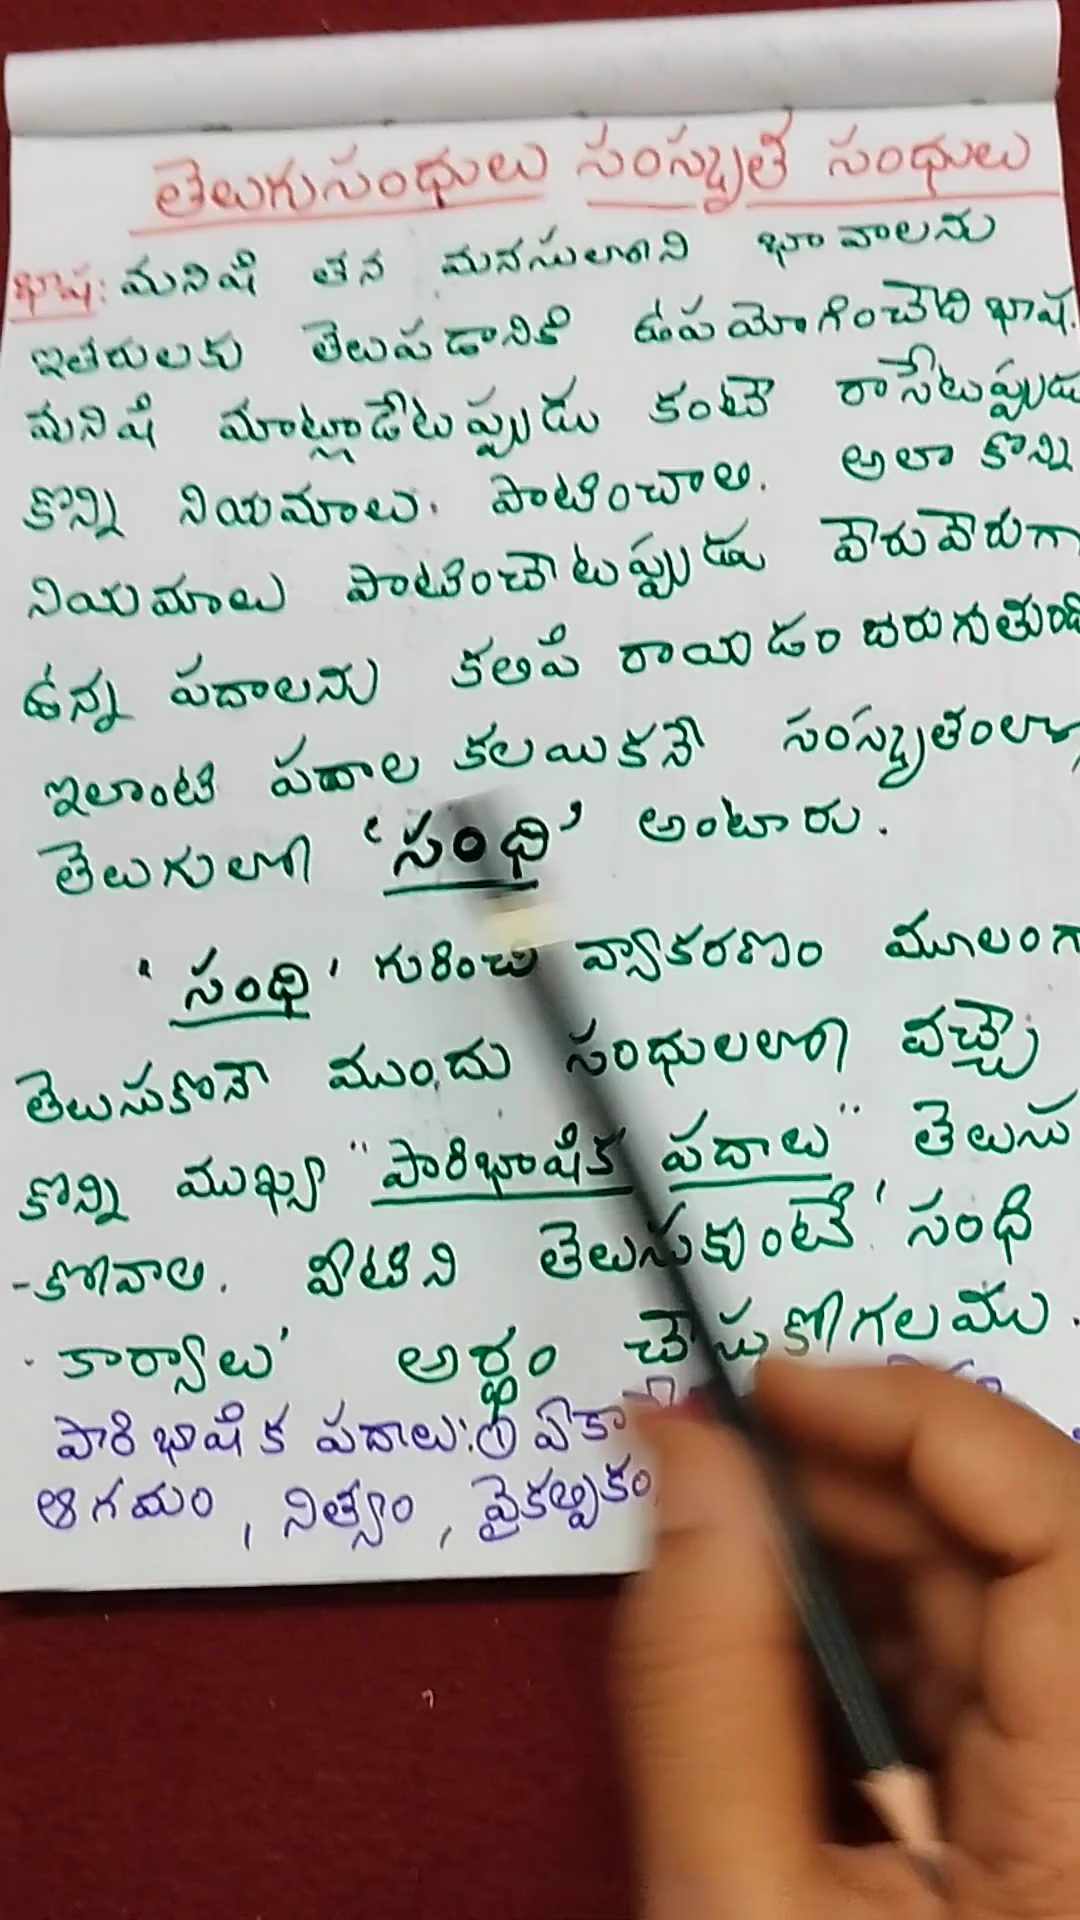 తెలుగుసంధులు సంస్కృత సంధులు
భాష: మనిషి తన మనసులోని భావాలను
ఇతరులకు తెలుపడానికి ఉపయోగించేది భాష.
మనిషి మాట్లాడేటప్పుడు కంటే రాసేటప్పుడు
కొన్ని నియమాలు పాటించాలి. అలా కొన్ని
నియమాలు పాటించేటప్పుడు వేరువేరుగా
ఉన్న పదాలను కలిపి రాయడం జరుగుతుంది
ఇలాంటి పదాల కలయికనే సంస్కృతంలో,
తెలుగులో 'సంధి' అంటారు.
'సంధి' గురించి వ్యాకరణం మూలంగా
తెలుసుకొనే ముందు సంధులలో వచ్చే
కొన్ని ముఖ్య "పారిభాషిక పదాలు" తెలుసు
-కోవాలి. వీటిని తెలుసుకుంటే 'సంధి
కార్యాలు' అర్థం చేసుకోగలము.
పారిభాషిక పదాలు: ①
ఆగమం, నిత్యం, వైకల్పికం